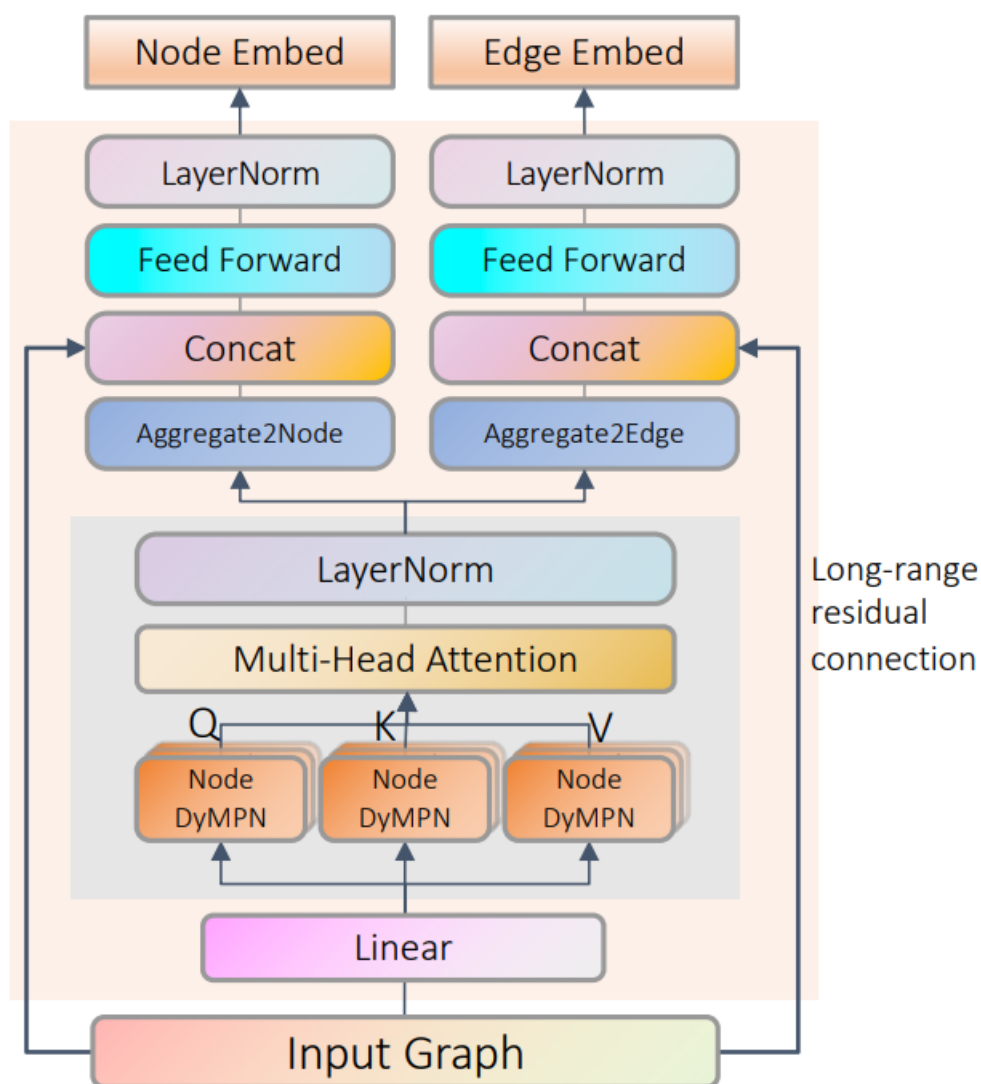 Node Embed
Edge Embed
LayerNorm
LayerNorm
Feed Forward
Feed Forward
Concat
Concat
Aggregate2Node
Aggregate2Edge
LayerNorm
Long-range
residual
connection
Multi-Head Attention
Q
K
V
Node
DyMPN
Node
DyMPN
Node
DyMPN
Linear
Input Graph